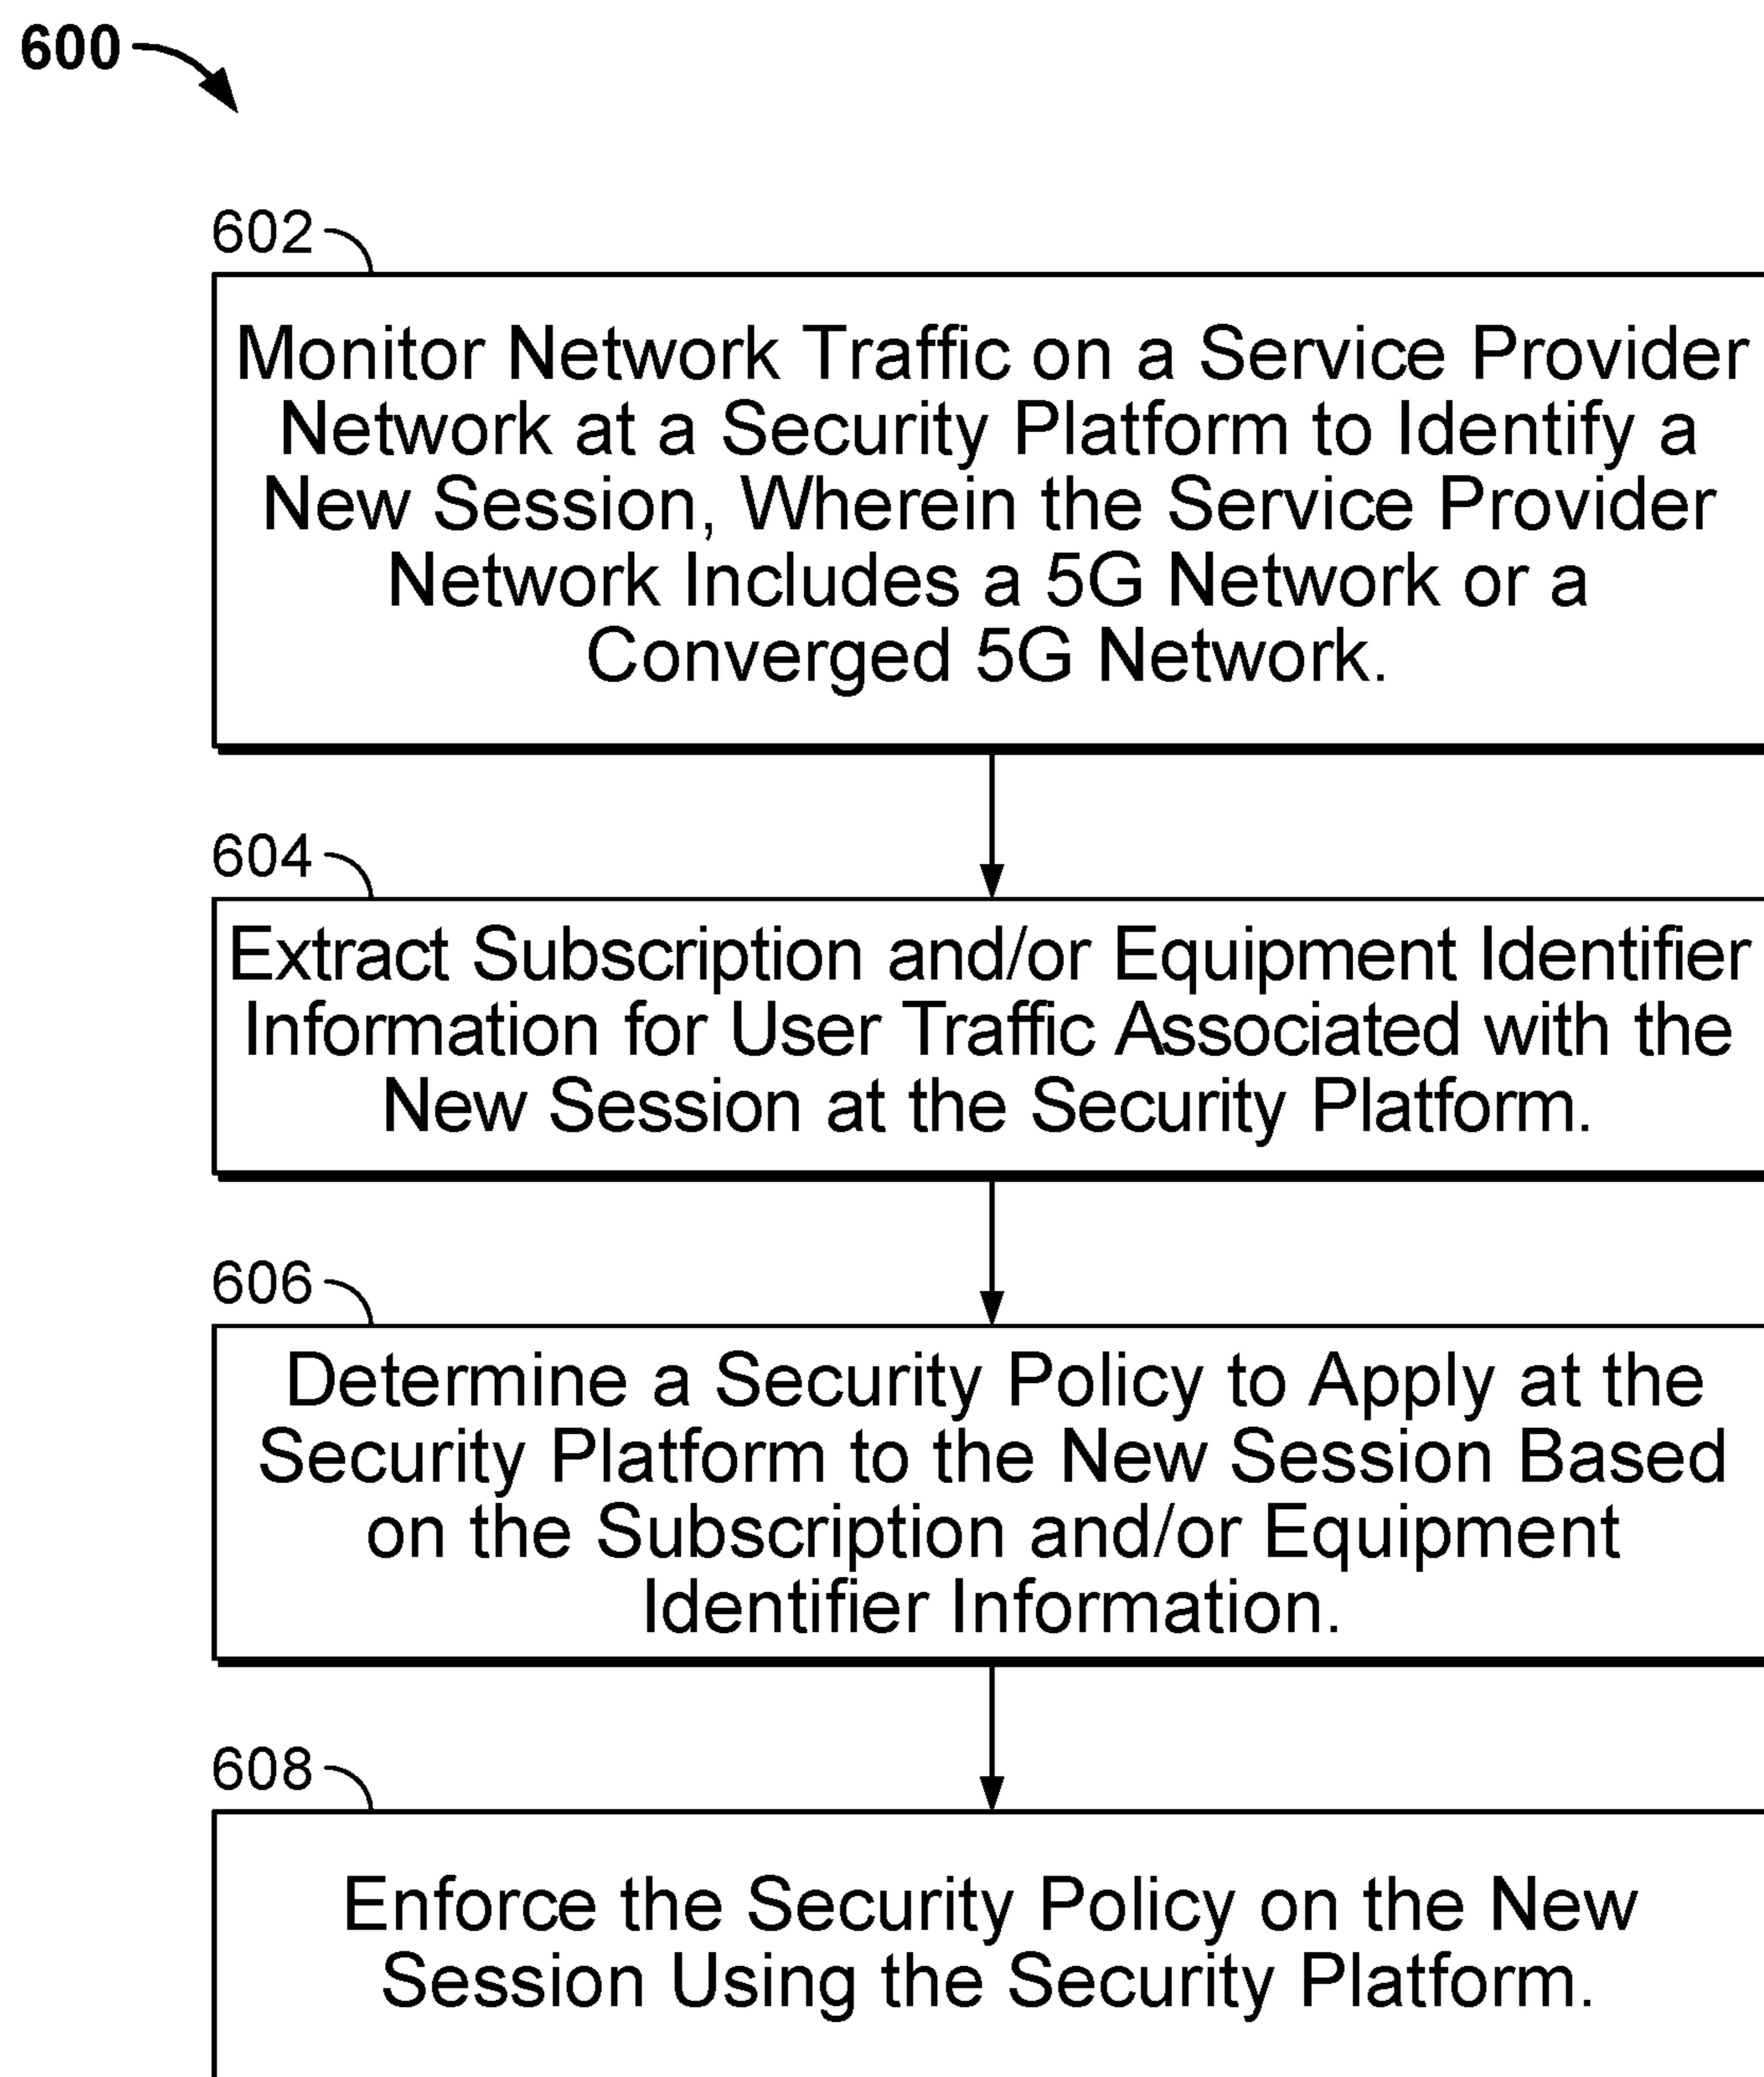 600
602
Monitor Network Traffic on a Service Provider
Network at a Security Platform to Identify a
New Session, Wherein the Service Provider
Network Includes a 5G Network or a
Converged 5G Network.
604
Extract Subscription and/or Equipment Identifier
Information for User Traffic Associated with the
New Session at the Security Platform.
606
Determine a Security Policy to Apply at the
Security Platform to the New Session Based
on the Subscription and/or Equipment
Identifier Information.
608
Enforce the Security Policy on the New
Session Using the Security Platform.